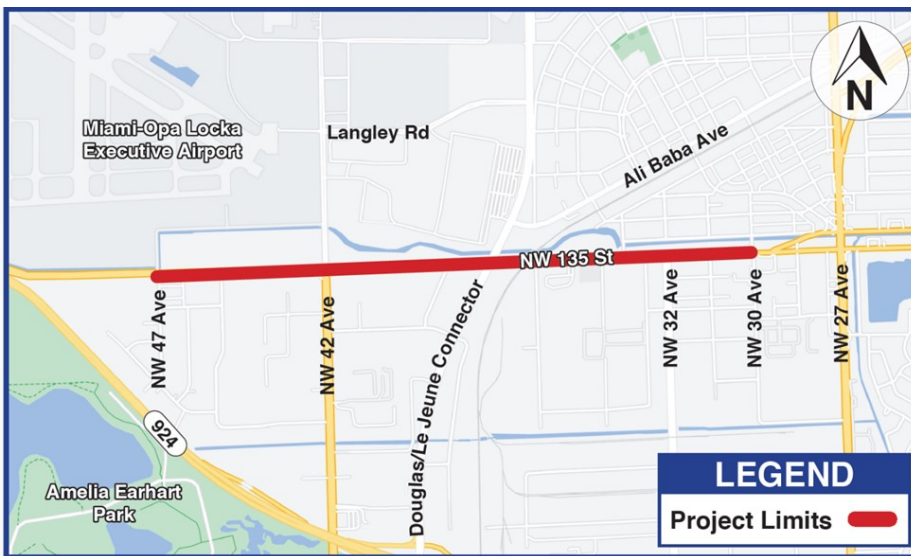 Miami-Opa Locka
Executive Airport
Langley Rd
Ali Baba Ave
N
NW 135 St
NW 47 Ave
NW 42 Ave
Douglas/Le Jeune Connector
NW 32 Ave
NW 30 Ave
NW 27 Ave
924
Amelia Earhart
Park
LEGEND
Project Limits